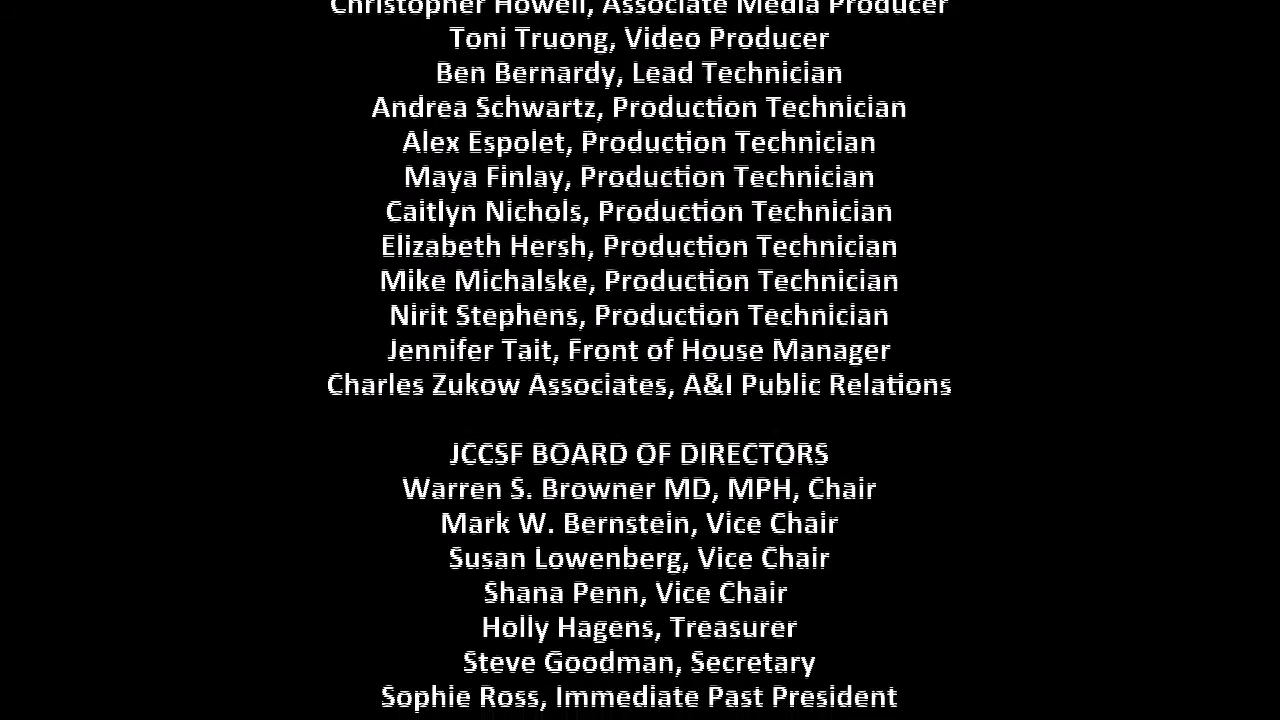 Christopher Howell, Associate Media Producer
Toni Truong, Video Producer
Ben Bernardy, Lead Technician
Andrea Schwartz, Production Technician
Alex Espolet, Production Technician
Maya Finlay, Production Technician
Caitlyn Nichols, Production Technician
Elizabeth Hersh, Production Technician
Mike Michalske, Production Technician
Nirit Stephens, Production Technician
Jennifer Tait, Front of House Manager
Charles Zukow Associates, A&I Public Relations
JCCSF BOARD OF DIRECTORS
Warren S. Browner MD, MPH, Chair
Mark W. Bernstein, Vice Chair
Susan Lowenberg, Vice Chair
Shana Penn, Vice Chair
Holly Hagens, Treasurer
Steve Goodman, Secretary
Sophie Ross, Immediate Past President